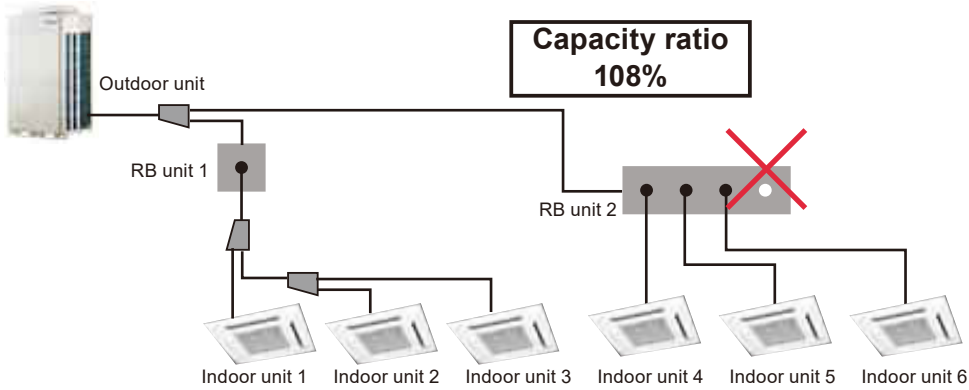 Capacity ratio
108%
Outdoor unit
RB unit 1
RB unit 2
Indoor unit 1
Indoor unit 2
Indoor unit 3
Indoor unit 4
Indoor unit 5
Indoor unit 6